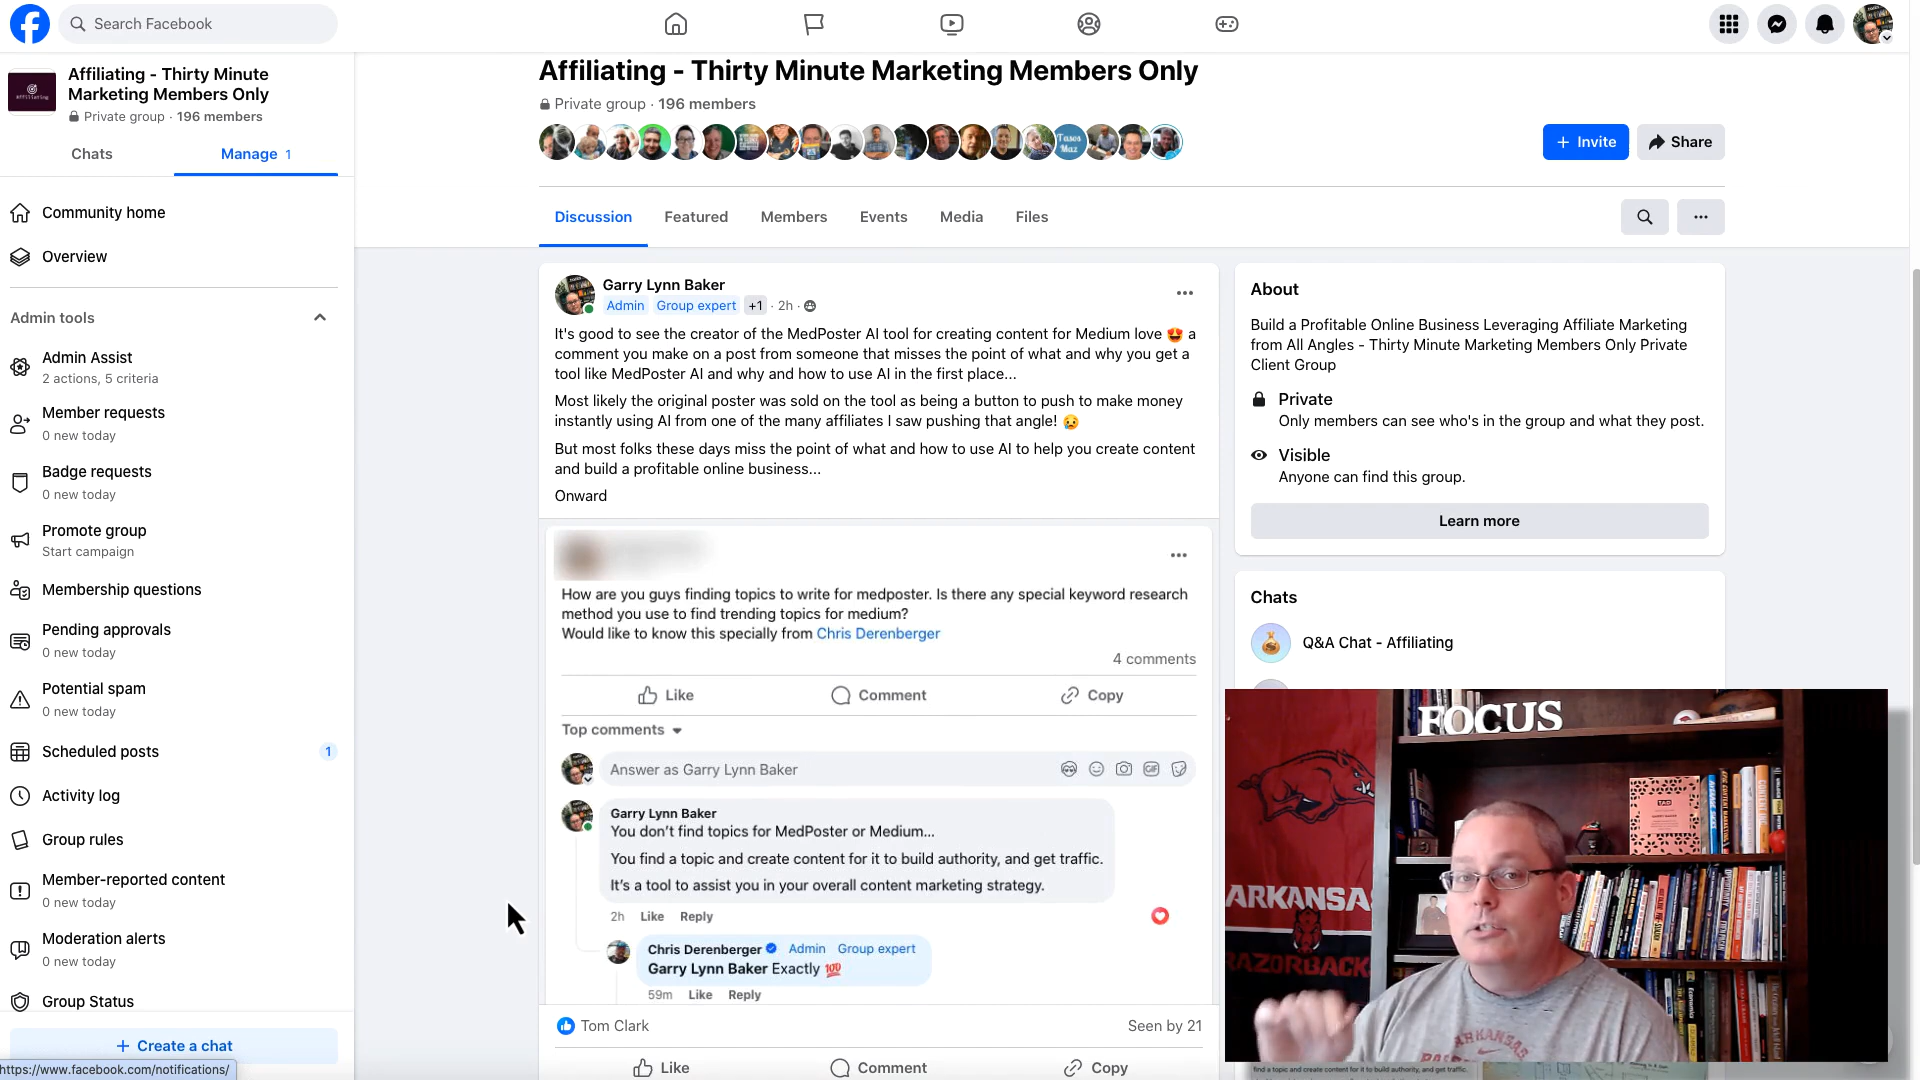 Search Facebook
Affiliating - Thirty Minute
Marketing Members Only
Private group · 196 members
Chats
Manage 1
Community home
Overview
Admin tools
Admin Assist
2 actions, 5 criteria
Member requests
0 new today
Badge requests
0 new today
Promote group
Start campaign
Membership questions
Pending approvals
0 new today
Potential spam
0 new today
Scheduled posts 1
Activity log
Group rules
Member-reported content
0 new today
Moderation alerts
0 new today
Group Status
+ Create a chat
https://www.facebook.com/notifications/
Affiliating - Thirty Minute Marketing Members Only
Private group · 196 members
Tasos
Maz
+ Invite
Share
Discussion Featured Members Events Media Files
Garry Lynn Baker
Admin Group expert +1 · 2h ·
It's good to see the creator of the MedPoster AI tool for creating content for Medium love 😍 a
comment you make on a post from someone that misses the point of what and why you get a
tool like MedPoster AI and why and how to use AI in the first place...
Most likely the original poster was sold on the tool as being a button to push to make money
instantly using AI from one of the many affiliates I saw pushing that angle! 😥
But most folks these days miss the point of what and how to use AI to help you create content
and build a profitable online business...
Onward
How are you guys finding topics to write for medposter. Is there any special keyword research
method you use to find trending topics for medium?
Would like to know this specially from Chris Derenberger
4 comments
Like Comment Copy
Top comments
Answer as Garry Lynn Baker
GIF
Garry Lynn Baker
You don't find topics for MedPoster or Medium...
You find a topic and create content for it to build authority, and get traffic.
It's a tool to assist you in your overall content marketing strategy.
2h Like Reply
Chris Derenberger Admin Group expert
Garry Lynn Baker Exactly 💯
59m Like Reply
Tom Clark
Seen by 21
Like Comment Copy
About
Build a Profitable Online Business Leveraging Affiliate Marketing
from All Angles - Thirty Minute Marketing Members Only Private
Client Group
Private
Only members can see who's in the group and what they post.
Visible
Anyone can find this group.
Learn more
Chats
Q&A Chat - Affiliating
FOCUS
ARKANSA
RAZORBACK
ARKANSAS
find a topic and create content for it to build authority, and get traffic.